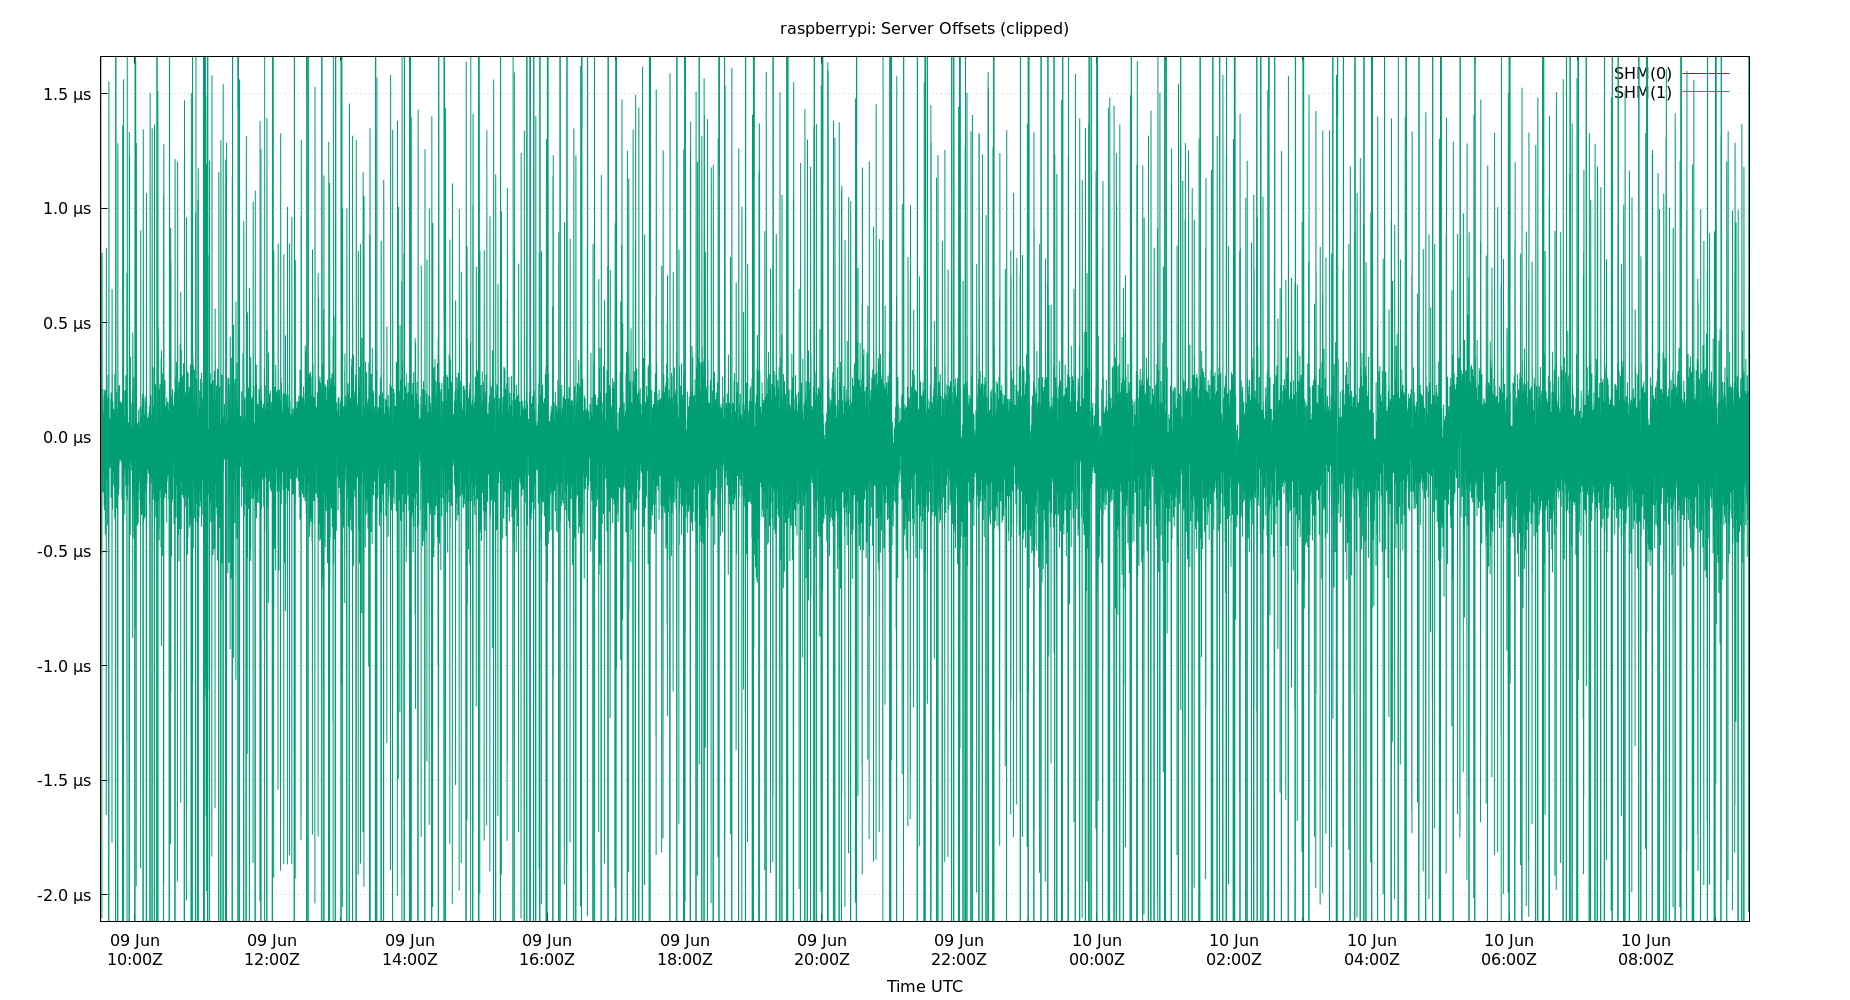 raspberrypi: Server Offsets (clipped)
SHM(0)
SHM(1)
1.5 µs
1.0 µs
0.5 µs
0.0 µs
-0.5 µs
-1.0 µs
-1.5 µs
-2.0 µs
09 Jun 09 Jun 09 Jun 09 Jun 09 Jun 09 Jun 09 Jun 10 Jun 10 Jun 10 Jun 10 Jun 10 Jun
10:00Z 12:00Z 14:00Z 16:00Z 18:00Z 20:00Z 22:00Z 00:00Z 02:00Z 04:00Z 06:00Z 08:00Z
Time UTC